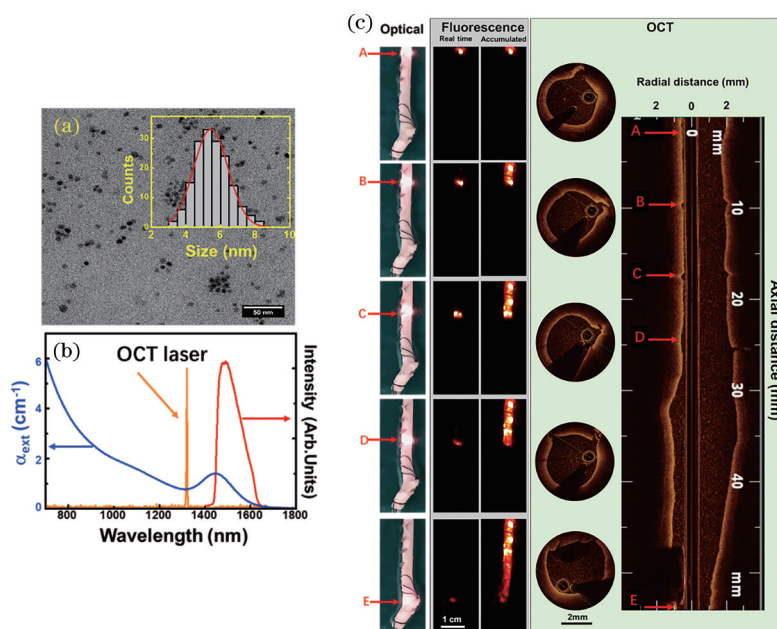 (a)
Counts
30
20
10
0
2 4 6 8 10
Size (nm)
50 nm
(b)
OCT laser
αext (cm-1)
6
4
2
0
Intensity (Arb.Units)
800 1000 1200 1400 1600 1800
Wavelength (nm)
(c)
Optical
Fluorescence
Real time Accumulated
OCT
A
B
C
D
E
1 cm
2mm
Radial distance (mm)
2 0 2
A
B
C
D
E
0 mm
10
20
30
40
mm
Axial distance (mm)